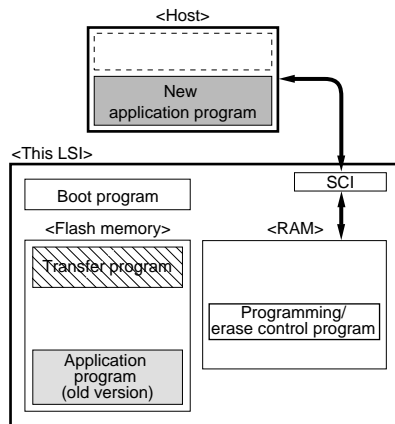 <Host>
New
application program
<This LSI>
SCI
Boot program
<Flash memory>
<RAM>
Transfer program
Programming/
erase control program
Application
program
(old version)